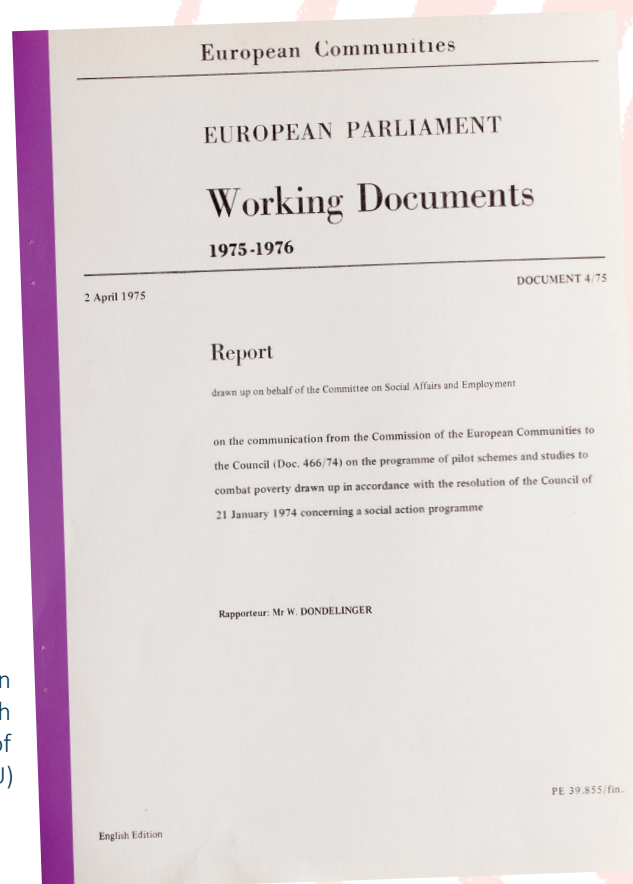 European Communities
EUROPEAN PARLIAMENT
Working Documents
1975-1976
2 April 1975
DOCUMENT 4/75
Report
drawn up on behalf of the Committee on Social Affairs and Employment
on the communication from the Commission of the European Communities to
the Council (Doc. 466/74) on the programme of pilot schemes and studies to
combat poverty drawn up in accordance with the resolution of the Council of
21 January 1974 concerning a social action programme
Rapporteur: Mr W. DONDELINGER
PE 39.855/fin.
English Edition
of